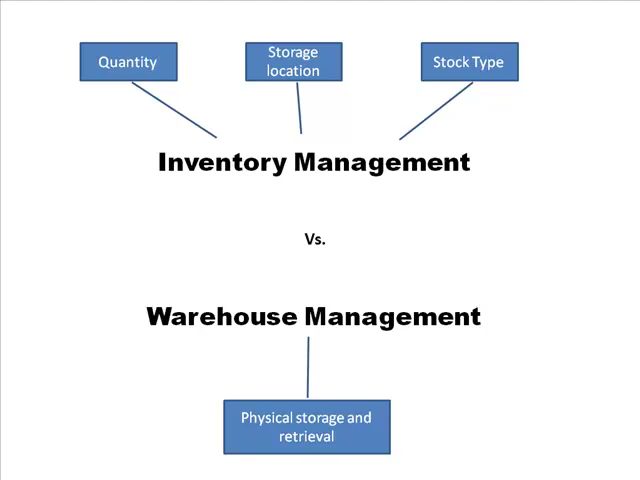 Quantity
Storage
location
Stock Type
Inventory Management
Vs.
Warehouse Management
Physical storage and
retrieval